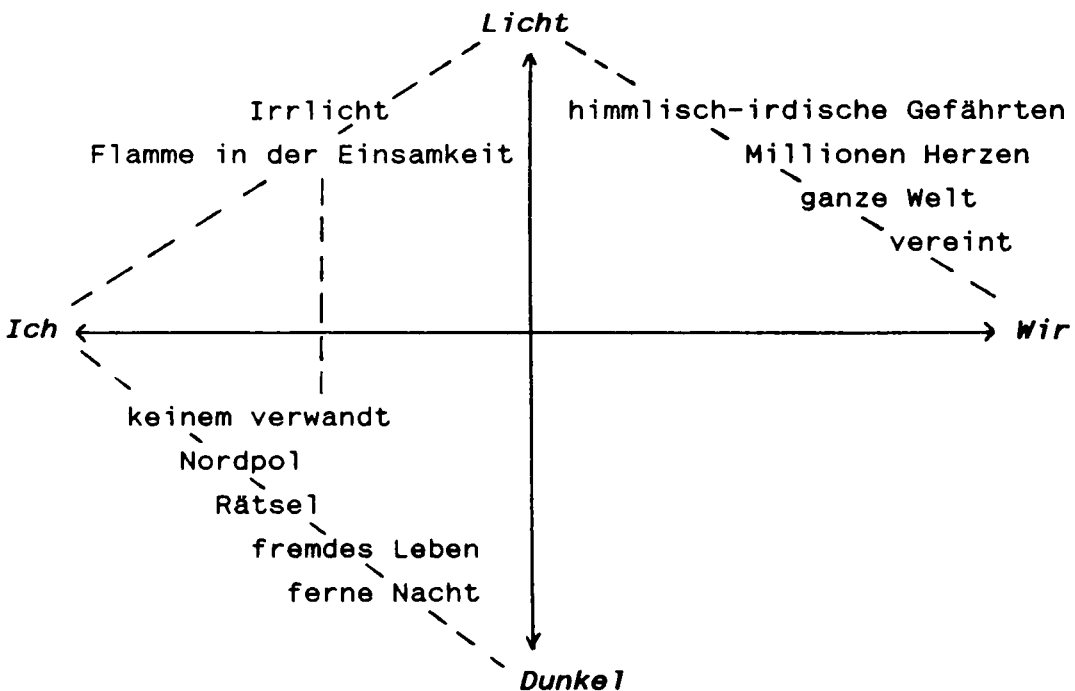 Licht
Irrlicht
himmlisch-irdische Gefährten
Flamme in der Einsamkeit
Millionen Herzen
ganze Welt
vereint
Ich
Wir
keinem verwandt
Nordpol
Rätsel
fremdes Leben
ferne Nacht
Dunkel